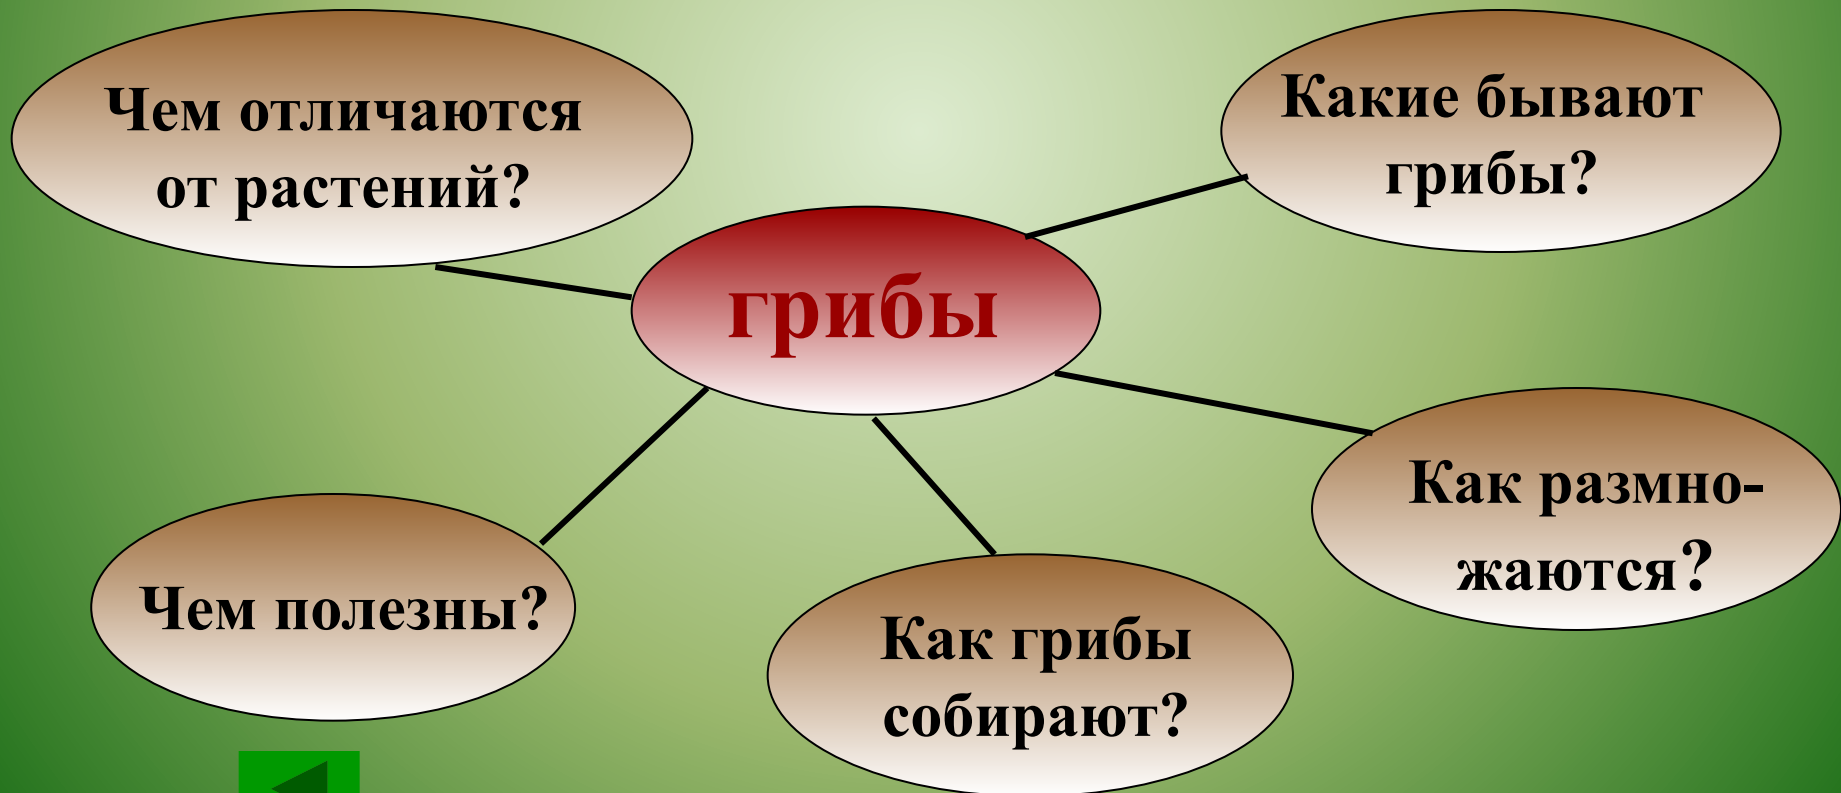 Чем отличаются
от растений?
Какие бывают
грибы?
грибы
Как размно-
жаются?
Чем полезны?
Как грибы
собирают?